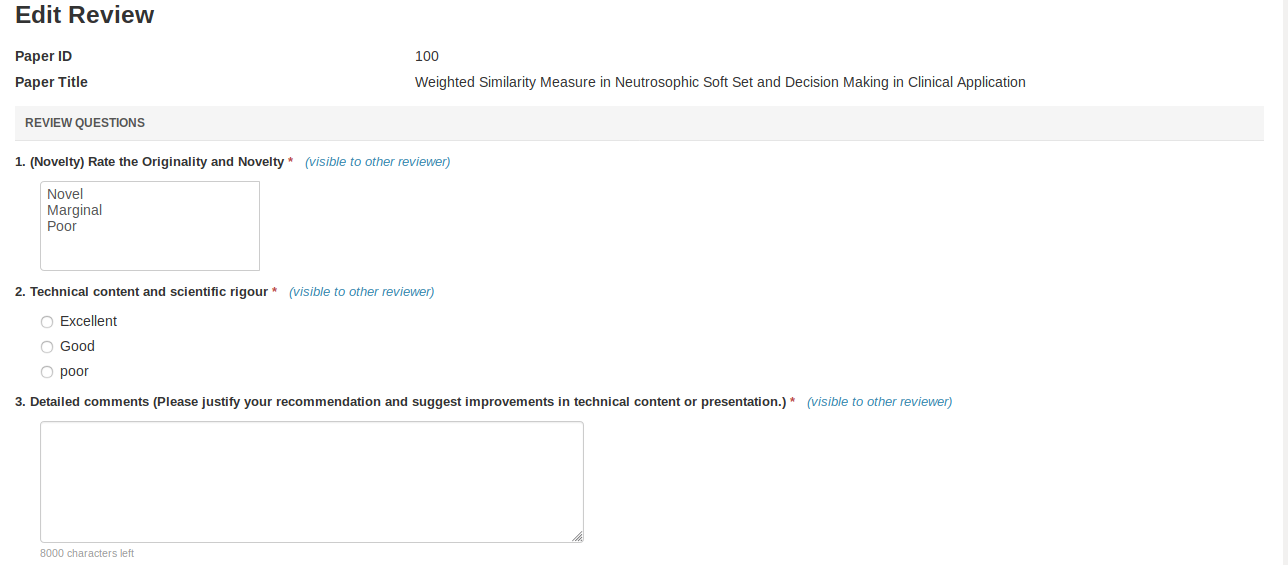 Edit Review
Paper ID 100
Paper Title Weighted Similarity Measure in Neutrosophic Soft Set and Decision Making in Clinical Application
REVIEW QUESTIONS
1. (Novelty) Rate the Originality and Novelty * (visible to other reviewer)
Novel
Marginal
Poor
2. Technical content and scientific rigour * (visible to other reviewer)
Excellent
Good
poor
3. Detailed comments (Please justify your recommendation and suggest improvements in technical content or presentation.) * (visible to other reviewer)
8000 characters left